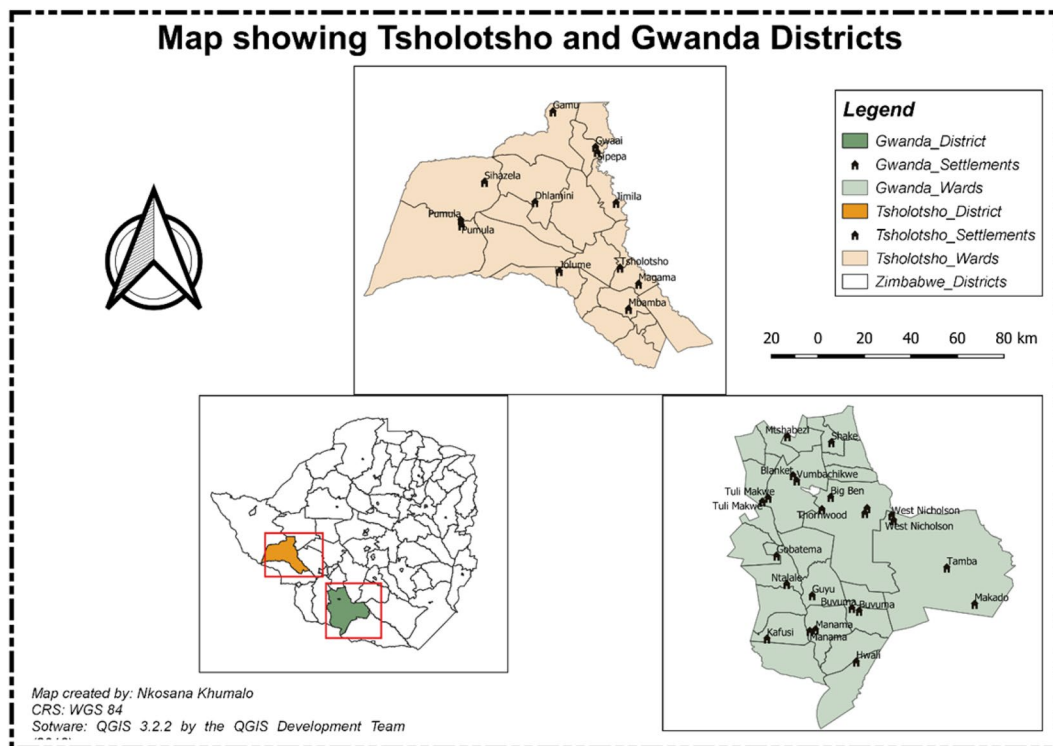 Map showing Tsholotsho and Gwanda Districts
Gamu
Gwaai
Sipepa
Sihazela
Dhlamini
Jimila
Pumula
Pumula
Tsholotsho
Jolume
Magama
Mbamba
Legend
Gwanda_District
Gwanda_Settlements
Gwanda_Wards
Tsholotsho_District
Tsholotsho_Settlements
Tsholotsho_Wards
Zimbabwe_Districts
20 0 20 40 60 80 km
Mtshabezi
Shake
Blanket
Vumbachikwe
Tuli Makwe
Big Ben
Tuli Makwe
Thornwood
West Nicholson
West Nicholson
Gobatema
Tamba
Ntalale
Guyu
Buvuma
Buvuma
Makado
Manama
Kafusi
Manama
Hwali
Map created by: Nkosana Khumalo
CRS: WGS 84
Sotware: QGIS 3.2.2 by the QGIS Development Team